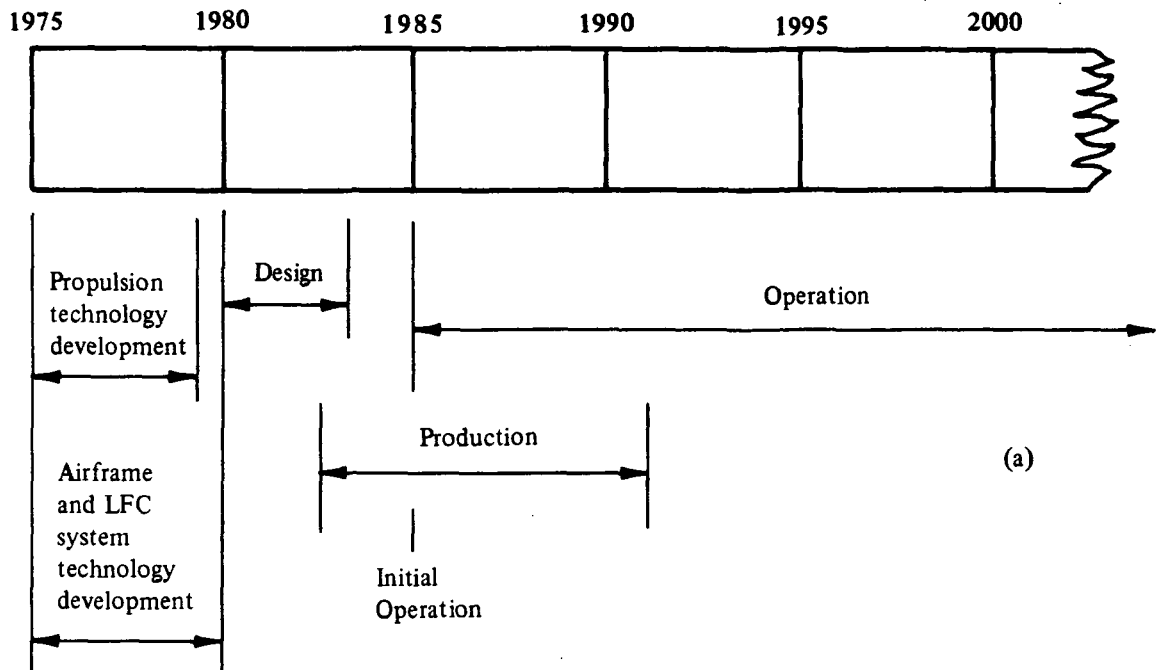 1975 1980 1985 1990 1995 2000
Propulsion
technology
development
Design
Operation
Production
(a)
Airframe
and LFC
system
technology
development
Initial
Operation